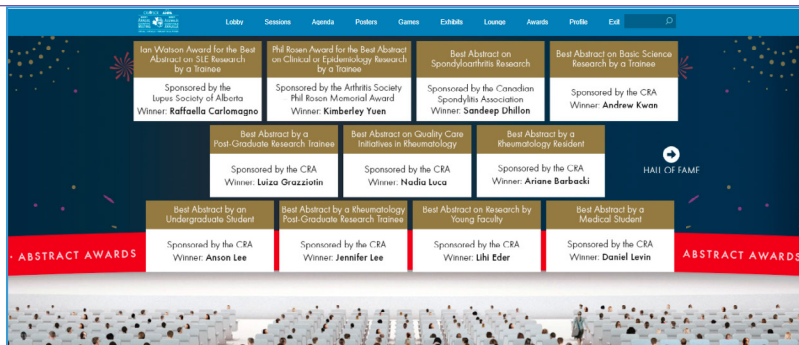 Lobby Sessions Agenda Posters Games Exhibits Lounge Awards Profile Exit
Ian Watson Award for the Best
Abstract on SLE Research
by a Trainee
Sponsored by the
Lupus Society of Alberta
Winner: Raffaella Carlomagno
Phil Rosen Award for the Best Abstract
on Clinical or Epidemiology Research
by a Trainee
Sponsored by the Arthritis Society
Phil Rosen Memorial Award
Winner: Kimberley Yuen
Best Abstract on
Spondyloarthritis Research
Sponsored by the Canadian
Spondylitis Association
Winner: Sandeep Dhillon
Best Abstract on Basic Science
Research by a Trainee
Sponsored by the CRA
Winner: Andrew Kwan
Best Abstract by a
Post-Graduate Research Trainee
Sponsored by the CRA
Winner: Luiza Grazziotin
Best Abstract on Quality Care
Initiatives in Rheumatology
Sponsored by the CRA
Winner: Nadia Luca
Best Abstract by a
Rheumatology Resident
Sponsored by the CRA
Winner: Ariane Barbacki
HALL OF FAME
Best Abstract by an
Undergraduate Student
Sponsored by the CRA
Winner: Anson Lee
Best Abstract by a Rheumatology
Post-Graduate Research Trainee
Sponsored by the CRA
Winner: Jennifer Lee
Best Abstract on Research by
Young Faculty
Sponsored by the CRA
Winner: Lihi Eder
Best Abstract by a
Medical Student
Sponsored by the CRA
Winner: Daniel Levin
ABSTRACT AWARDS
ABSTRACT AWARDS